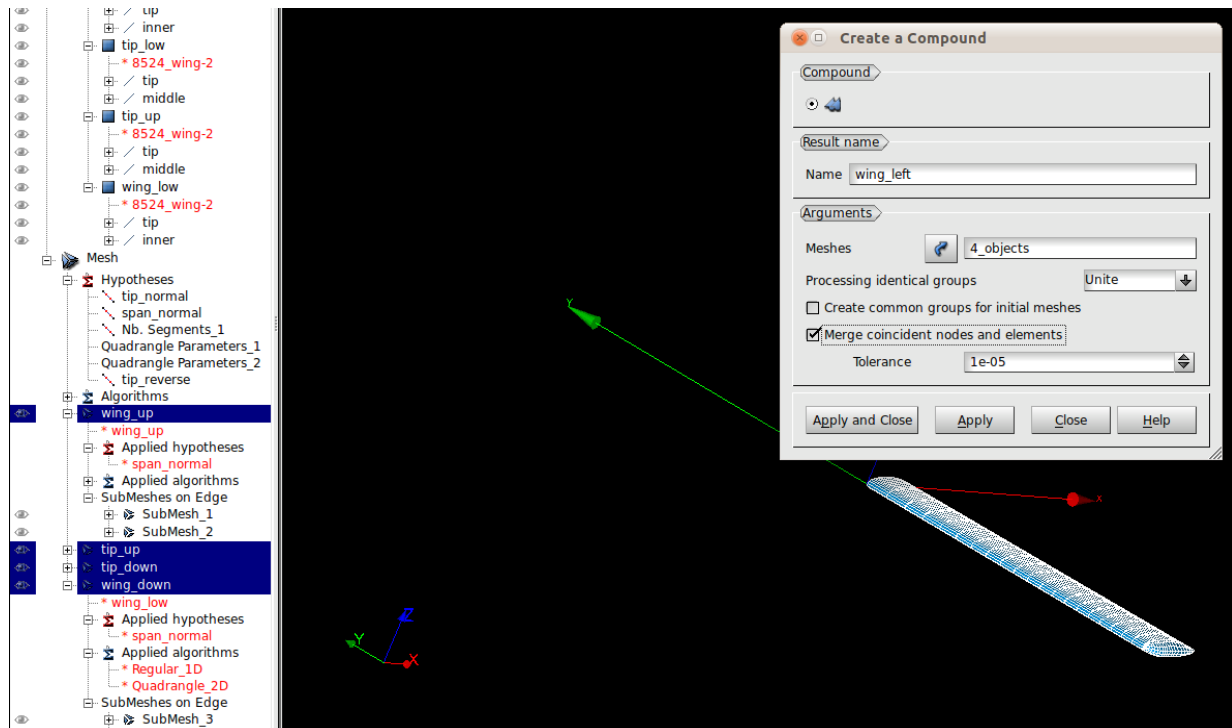 tip
inner
tip_low
* 8524_wing-2
tip
middle
tip_up
* 8524_wing-2
tip
middle
wing_low
* 8524_wing-2
tip
inner
Mesh
Hypotheses
tip_normal
span_normal
Nb. Segments_1
Quadrangle Parameters_1
Quadrangle Parameters_2
tip_reverse
Algorithms
wing_up
* wing_up
Applied hypotheses
* span_normal
Applied algorithms
SubMeshes on Edge
SubMesh_1
SubMesh_2
tip_up
tip_down
wing_down
* wing_low
Applied hypotheses
* span_normal
Applied algorithms
* Regular_1D
* Quadrangle_2D
SubMeshes on Edge
SubMesh_3
Y
X
Z
Y
X
Create a Compound
Compound
Result name
Name wing_left
Arguments
Meshes 4_objects
Processing identical groups Unite
Create common groups for initial meshes
Merge coincident nodes and elements
Tolerance 1e-05
Apply and Close Apply Close Help